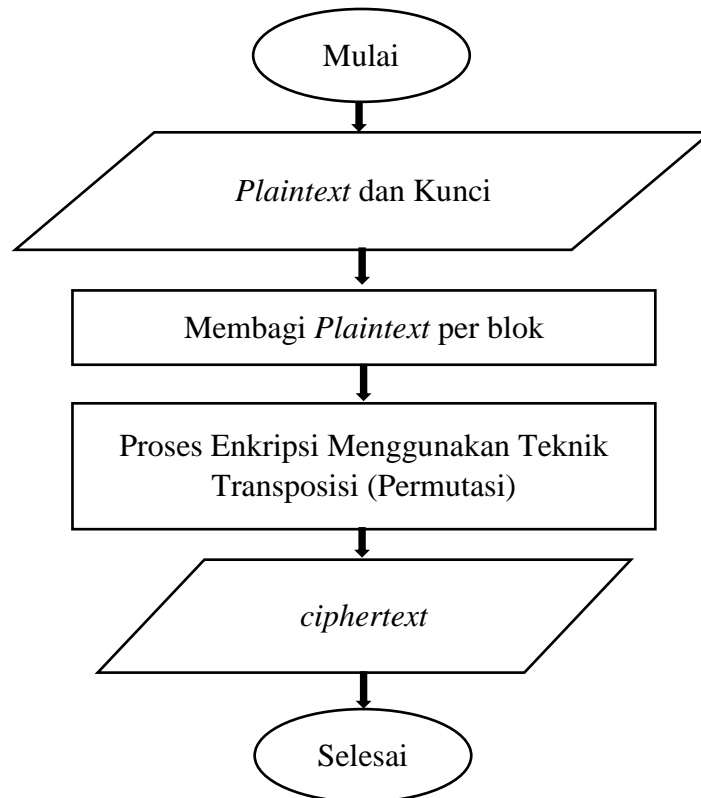 Mulai
Plaintext dan Kunci
Membagi Plaintext per blok
Proses Enkripsi Menggunakan Teknik
Transposisi (Permutasi)
ciphertext
Selesai